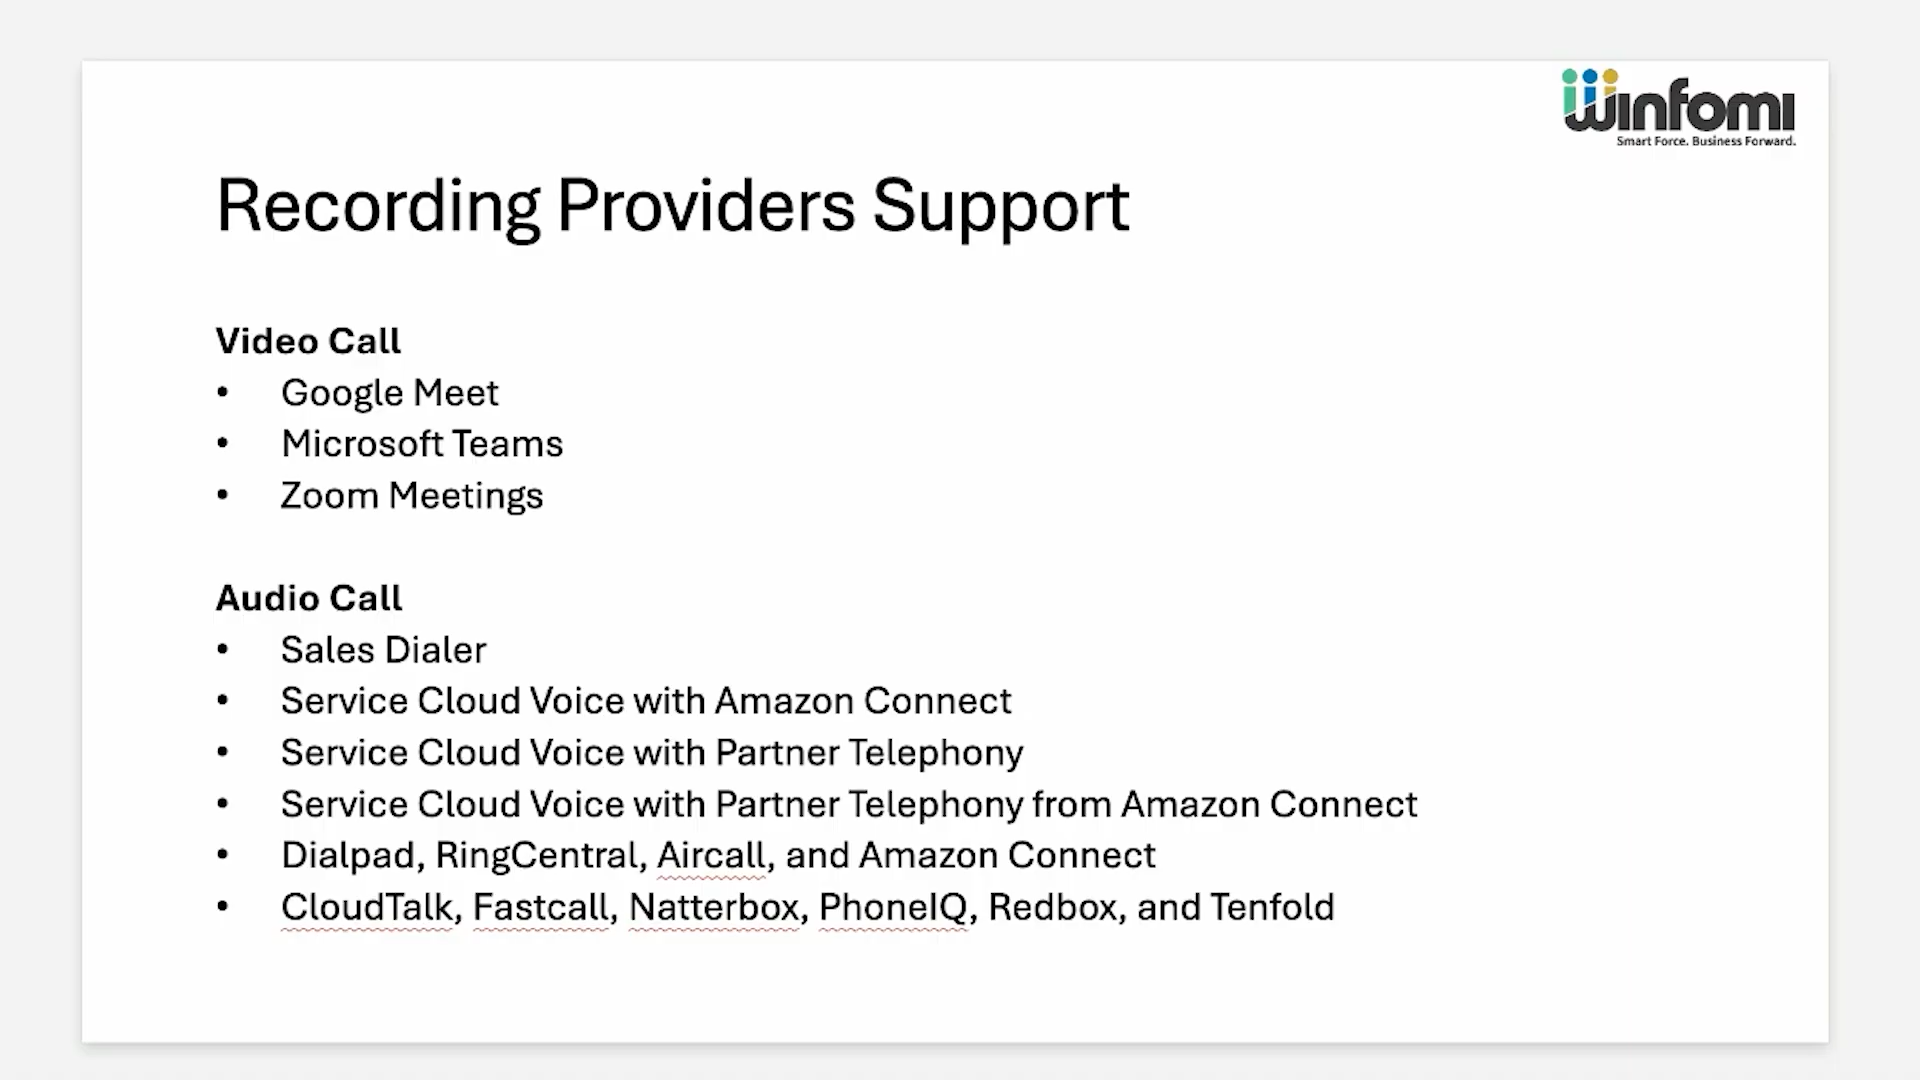 winfomi
Smart Force. Business Forward.
Recording Providers Support
Video Call
• Google Meet
• Microsoft Teams
• Zoom Meetings
Audio Call
• Sales Dialer
• Service Cloud Voice with Amazon Connect
• Service Cloud Voice with Partner Telephony
• Service Cloud Voice with Partner Telephony from Amazon Connect
• Dialpad, RingCentral, Aircall, and Amazon Connect
• CloudTalk, Fastcall, Natterbox, PhoneIQ, Redbox, and Tenfold